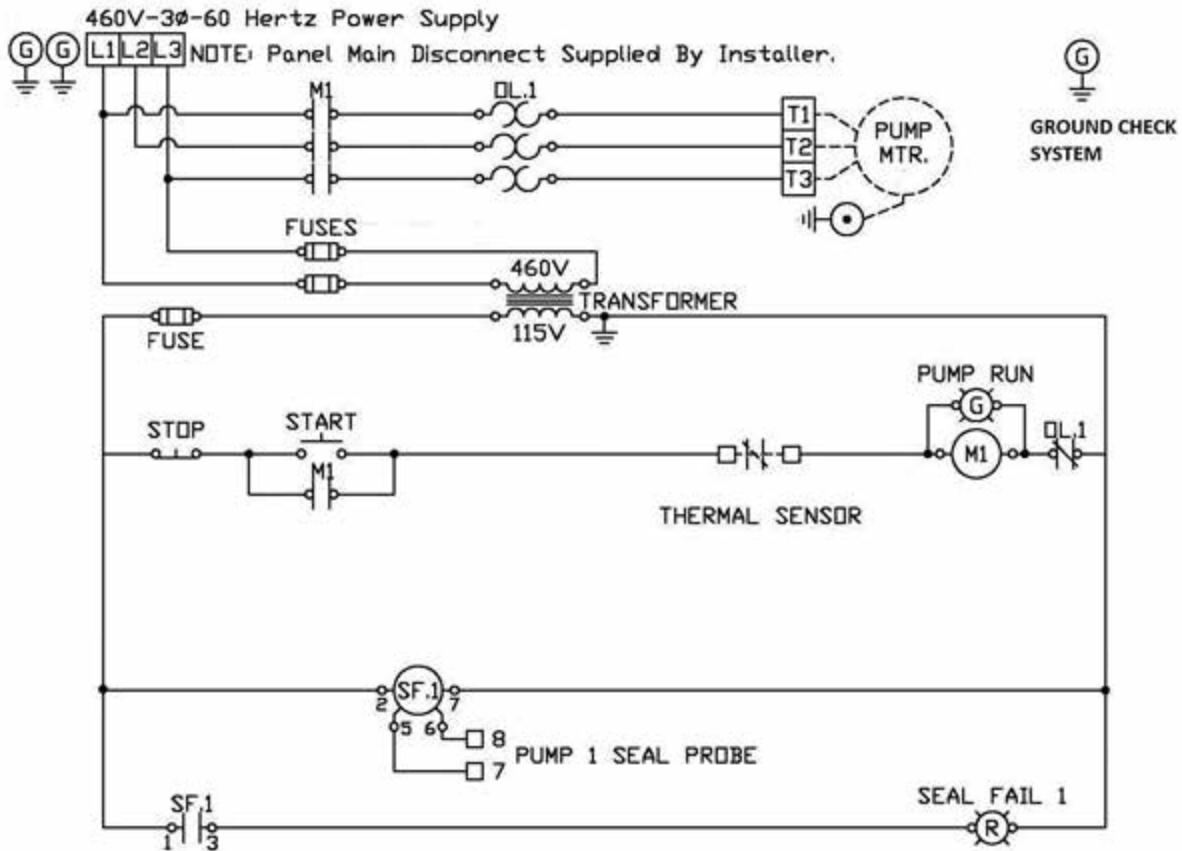 460V-3Ø-60 Hertz Power Supply
G G L1 L2 L3 NOTE: Panel Main Disconnect Supplied By Installer.
G
GROUND CHECK
SYSTEM
M1
OL.1
T1
T2
T3
PUMP
MTR.
FUSES
460V
TRANSFORMER
115V
FUSE
PUMP RUN
G
STOP
START
M1
M1
OL.1
THERMAL SENSOR
SF.1
2
7
5 6
8
7
PUMP 1 SEAL PROBE
SF.1
1 3
SEAL FAIL 1
R